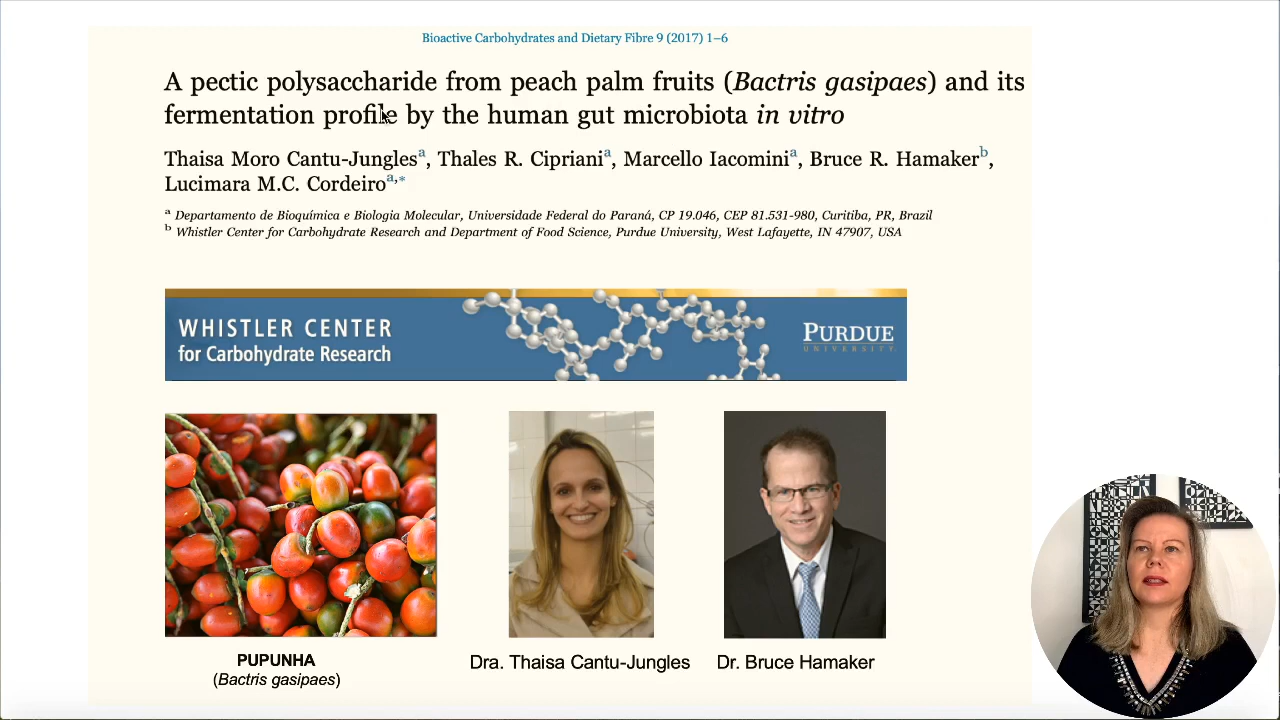 Bioactive Carbohydrates and Dietary Fibre 9 (2017) 1–6
A pectic polysaccharide from peach palm fruits (Bactris gasipaes) and its
fermentation profile by the human gut microbiota in vitro
Thaisa Moro Cantu-Jungles^a, Thales R. Cipriani^a, Marcello Iacomini^a, Bruce R. Hamaker^b,
Lucimara M.C. Cordeiro^a,*
a Departamento de Bioquímica e Biologia Molecular, Universidade Federal do Paraná, CP 19.046, CEP 81.531-980, Curitiba, PR, Brazil
b Whistler Center for Carbohydrate Research and Department of Food Science, Purdue University, West Lafayette, IN 47907, USA
WHISTLER CENTER
for Carbohydrate Research
PURDUE
UNIVERSITY
PUPUNHA
(Bactris gasipaes)
Dra. Thaisa Cantu-Jungles
Dr. Bruce Hamaker